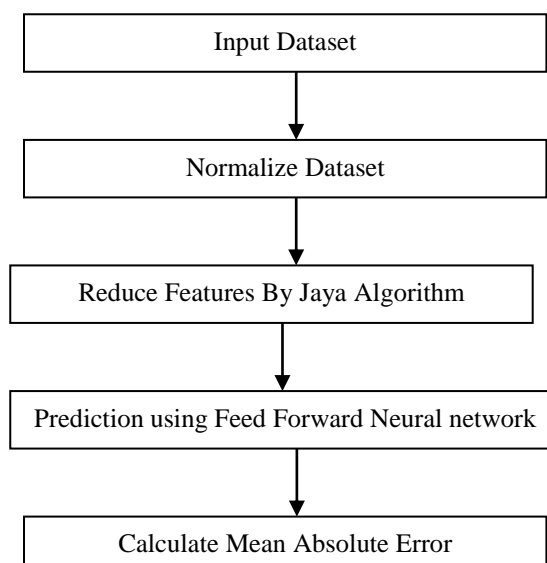 Input Dataset
Normalize Dataset
Reduce Features By Jaya Algorithm
Prediction using Feed Forward Neural network
Calculate Mean Absolute Error